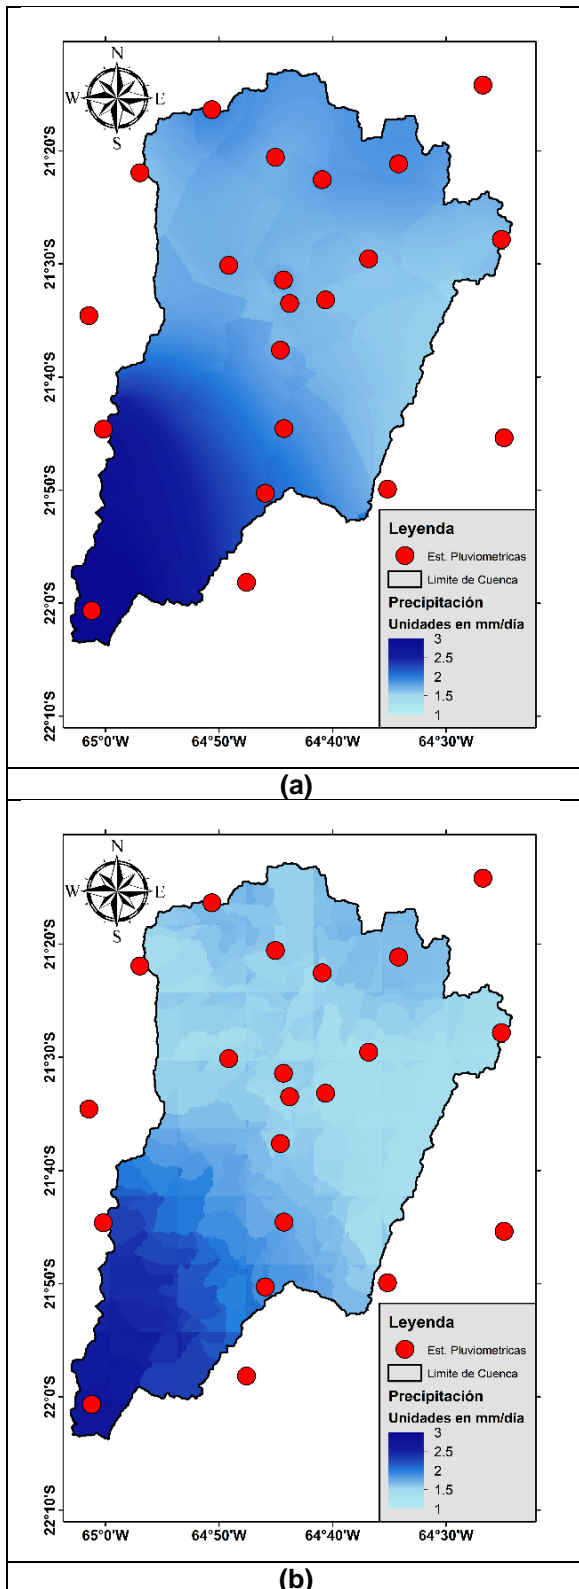 N
W E
S
21°20'S
21°30'S
21°40'S
21°50'S
22°0'S
22°10'S
65°0'W 64°50'W 64°40'W 64°30'W
Leyenda
Est. Pluviometricas
Limite de Cuenca
Precipitación
Unidades en mm/día
3
2.5
2
1.5
1
(a)
N
W E
S
21°20'S
21°30'S
21°40'S
21°50'S
22°0'S
22°10'S
65°0'W 64°50'W 64°40'W 64°30'W
Leyenda
Est. Pluviometricas
Limite de Cuenca
Precipitación
Unidades en mm/día
3
2.5
2
1.5
1
(b)